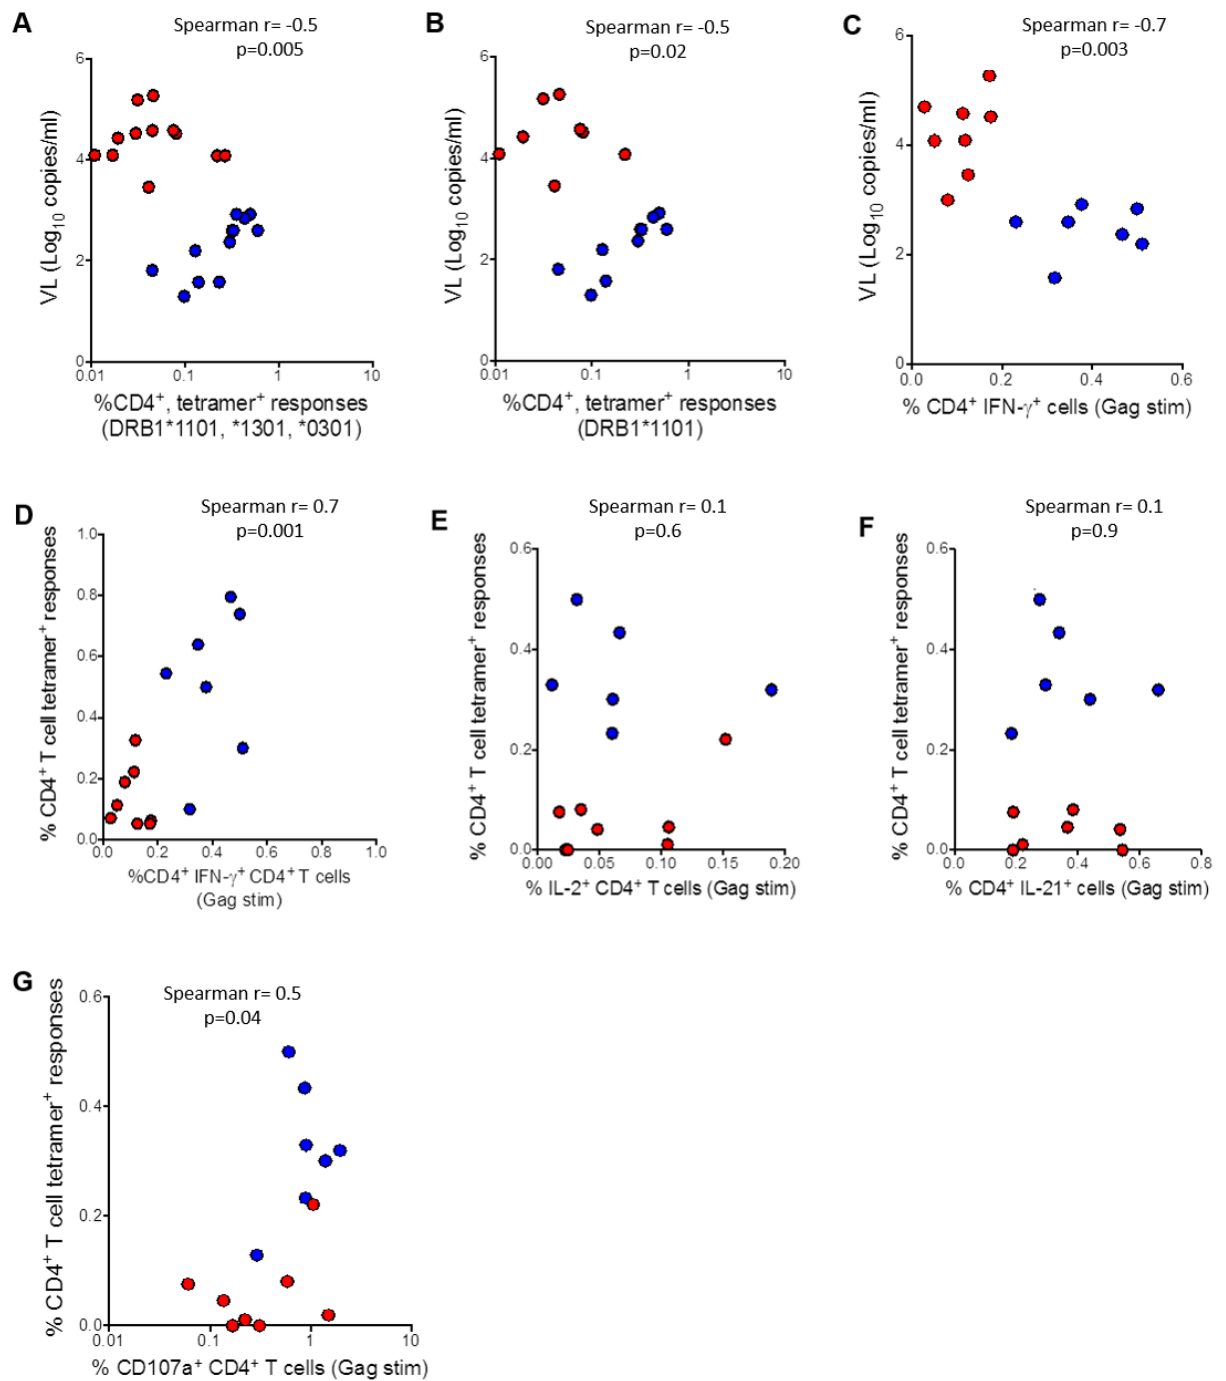 A
Spearman r= -0.5
p=0.005
VL (Log10 copies/ml)
6
4
2
0
0.01 0.1 1 10
%CD4+, tetramer+ responses
(DRB1*1101, *1301, *0301)
B
Spearman r= -0.5
p=0.02
VL (Log10 copies/ml)
6
4
2
0
0.01 0.1 1 10
%CD4+, tetramer+ responses
(DRB1*1101)
C
Spearman r= -0.7
p=0.003
VL (Log10 copies/ml)
6
4
2
0
0.0 0.2 0.4 0.6
% CD4+ IFN-γ+ cells (Gag stim)
D
Spearman r= 0.7
p=0.001
% CD4+ T cell tetramer+ responses
1.0
0.8
0.6
0.4
0.2
0.0
0.0 0.2 0.4 0.6 0.8 1.0
%CD4+ IFN-γ+ CD4+ T cells
(Gag stim)
E
Spearman r= 0.1
p=0.6
% CD4+ T cell tetramer+ responses
0.6
0.4
0.2
0.0
0.00 0.05 0.10 0.15 0.20
% IL-2+ CD4+ T cells (Gag stim)
F
Spearman r= 0.1
p=0.9
% CD4+ T cell tetramer+ responses
0.6
0.4
0.2
0.0
0.0 0.2 0.4 0.6 0.8
% CD4+ IL-21+ cells (Gag stim)
G
Spearman r= 0.5
p=0.04
% CD4+ T cell tetramer+ responses
0.6
0.4
0.2
0.0
0.01 0.1 1 10
% CD107a+ CD4+ T cells (Gag stim)